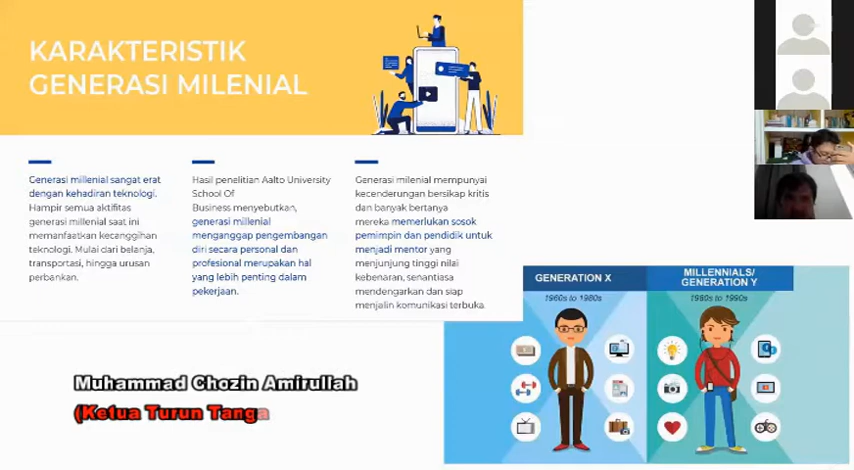 KARAKTERISTIK
GENERASI MILENIAL
Generasi millenial sangat erat
dengan kehadiran teknologi.
Hampir semua aktifitas
generasi millenial saat ini
memanfaatkan kecanggihan
teknologi. Mulai dari belanja,
transportasi, hingga urusan
perbankan.
Hasil penelitian Aalto University
School Of
Business menyebutkan,
generasi millenial
menganggap pengembangan
diri secara personal dan
profesional merupakan hal
yang lebih penting dalam
pekerjaan.
Generasi milenial mempunyai
kecenderungan bersikap kritis
dan banyak bertanya
mereka memerlukan sosok
pemimpin dan pendidik untuk
menjadi mentor yang
menjunjung tinggi nilai
kebenaran, senantiasa
mendengarkan dan siap
menjalin komunikasi terbuka.
GENERATION X
1960s to 1980s
MILLENNIALS/
GENERATION Y
1980s to 1990s
Muhammad Chozin Amirullah
(Ketua Turun Tanga